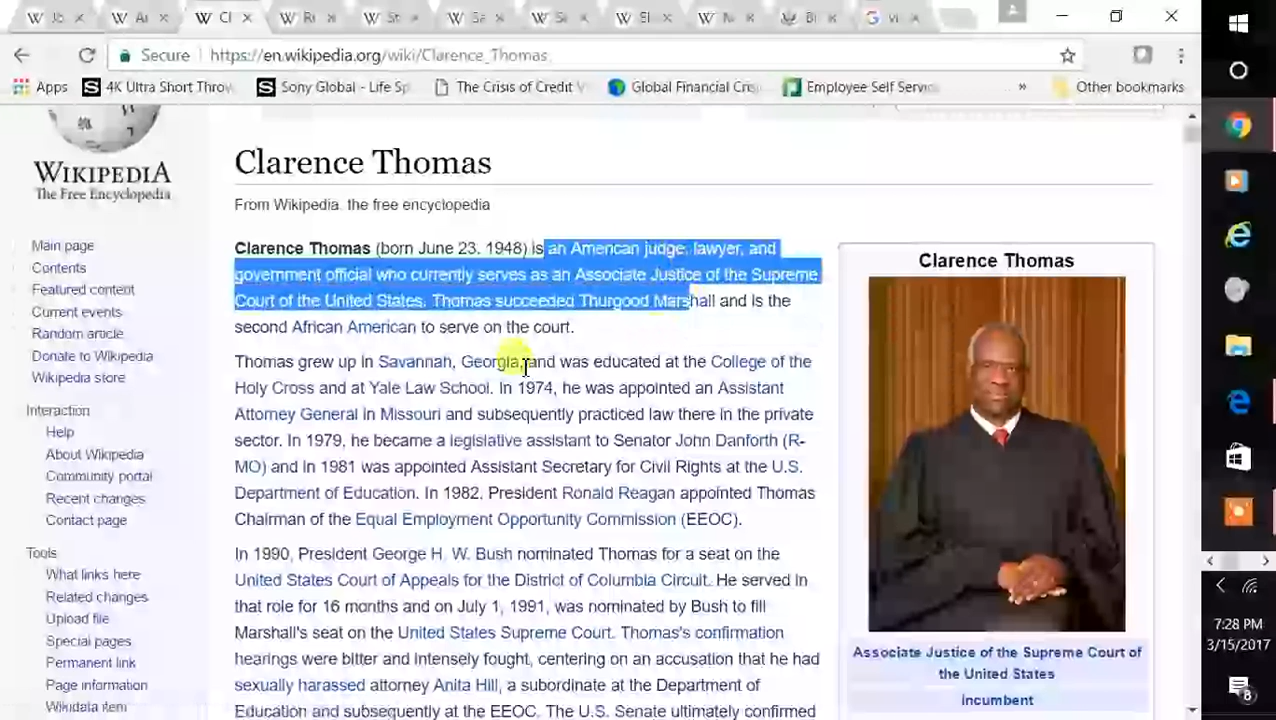 Secure
https://en.wikipedia.org/wiki/Clarence_Thomas
Apps
4K Ultra Short Throw
Sony Global - Life Sp
The Crisis of Credit V
Global Financial Cris
Employee Self Servic
»
Other bookmarks
WIKIPEDIA
The Free Encyclopedia
Main page
Contents
Featured content
Current events
Random article
Donate to Wikipedia
Wikipedia store
Interaction
Help
About Wikipedia
Community portal
Recent changes
Contact page
Tools
What links here
Related changes
Upload file
Special pages
Permanent link
Page information
Wikidata item
Clarence Thomas
From Wikipedia, the free encyclopedia
Clarence Thomas (born June 23, 1948) is an American judge, lawyer, and
government official who currently serves as an Associate Justice of the Supreme
Court of the United States. Thomas succeeded Thurgood Marshall and is the
second African American to serve on the court.
Thomas grew up in Savannah, Georgia, and was educated at the College of the
Holy Cross and at Yale Law School. In 1974, he was appointed an Assistant
Attorney General in Missouri and subsequently practiced law there in the private
sector. In 1979, he became a legislative assistant to Senator John Danforth (R-
MO) and in 1981 was appointed Assistant Secretary for Civil Rights at the U.S.
Department of Education. In 1982, President Ronald Reagan appointed Thomas
Chairman of the Equal Employment Opportunity Commission (EEOC).
In 1990, President George H. W. Bush nominated Thomas for a seat on the
United States Court of Appeals for the District of Columbia Circuit. He served in
that role for 16 months and on July 1, 1991, was nominated by Bush to fill
Marshall's seat on the United States Supreme Court. Thomas's confirmation
hearings were bitter and intensely fought, centering on an accusation that he had
sexually harassed attorney Anita Hill, a subordinate at the Department of
Education and subsequently at the EEOC. The U.S. Senate ultimately confirmed
Clarence Thomas
Associate Justice of the Supreme Court of
the United States
Incumbent
7:28 PM
3/15/2017
8